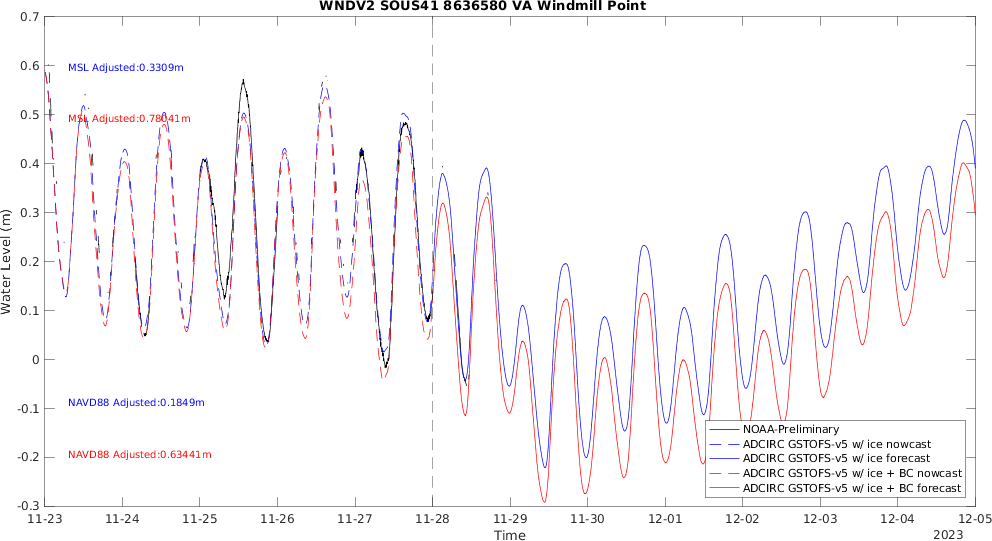 WNDV2 SOUS41 8636580 VA Windmill Point
0.7
0.6
0.5
0.4
0.3
0.2
0.1
0
-0.1
-0.2
-0.3
Water Level (m)
MSL Adjusted:0.3309m
MSL Adjusted:0.78041m
NAVD88 Adjusted:0.1849m
NAVD88 Adjusted:0.63441m
NOAA-Preliminary
ADCIRC GSTOFS-v5 w/ ice nowcast
ADCIRC GSTOFS-v5 w/ ice forecast
ADCIRC GSTOFS-v5 w/ ice + BC nowcast
ADCIRC GSTOFS-v5 w/ ice + BC forecast
11-23 11-24 11-25 11-26 11-27 11-28 11-29 11-30 12-01 12-02 12-03 12-04 12-05
Time
2023